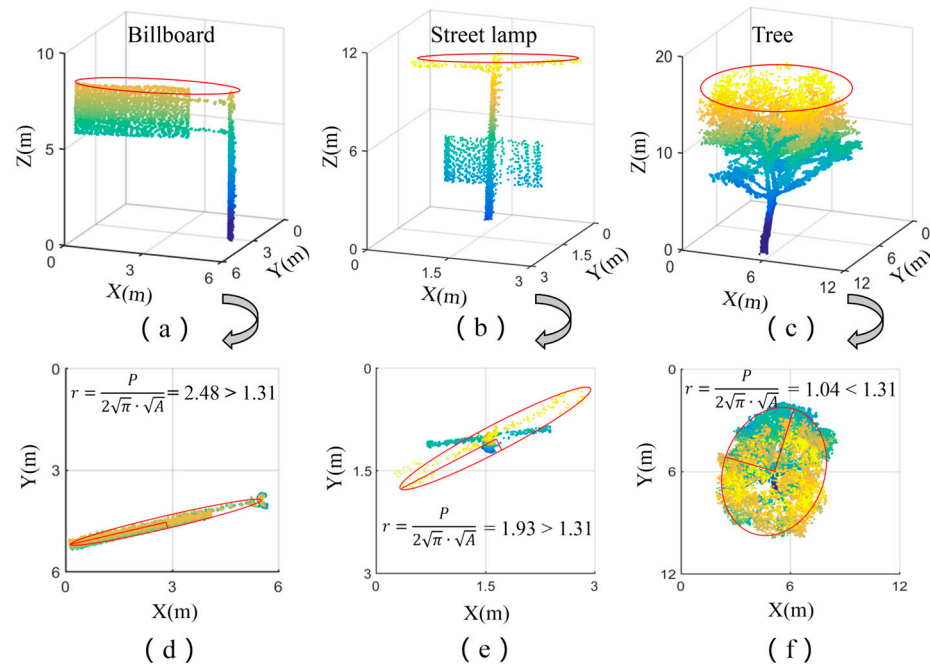 Billboard
Street lamp
Tree
10
5
0
Z(m)
0
3
6
X(m)
6
3
0
Y(m)
12
6
0
Z(m)
0
1.5
3
X(m)
3
1.5
0
Y(m)
20
10
0
Z(m)
0
6
12
X(m)
12
6
0
Y(m)
( a )
( b )
( c )
r = P / 2√π · √A = 2.48 > 1.31
0
3
6
Y(m)
0
3
6
X(m)
r = P / 2√π · √A = 1.93 > 1.31
0
1.5
3
Y(m)
0
1.5
3
X(m)
r = P / 2√π · √A = 1.04 < 1.31
0
6
12
Y(m)
0
6
12
X(m)
( d )
( e )
( f )